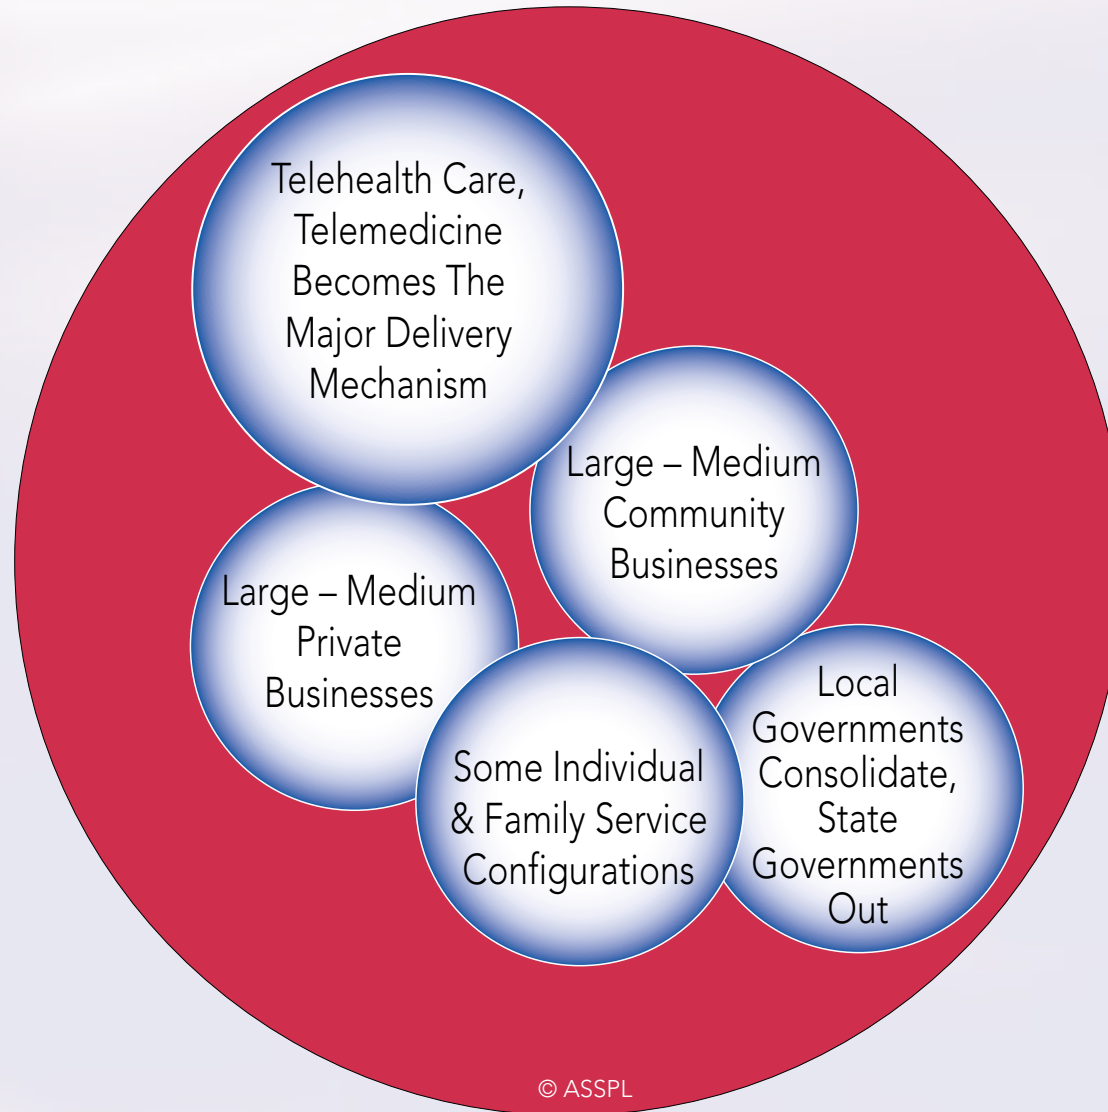 Telehealth Care,
Telemedicine
Becomes The
Major Delivery
Mechanism
Large – Medium
Community
Businesses
Large – Medium
Private
Businesses
Some Individual
& Family Service
Configurations
Local
Governments
Consolidate,
State
Governments
Out
© ASSPL